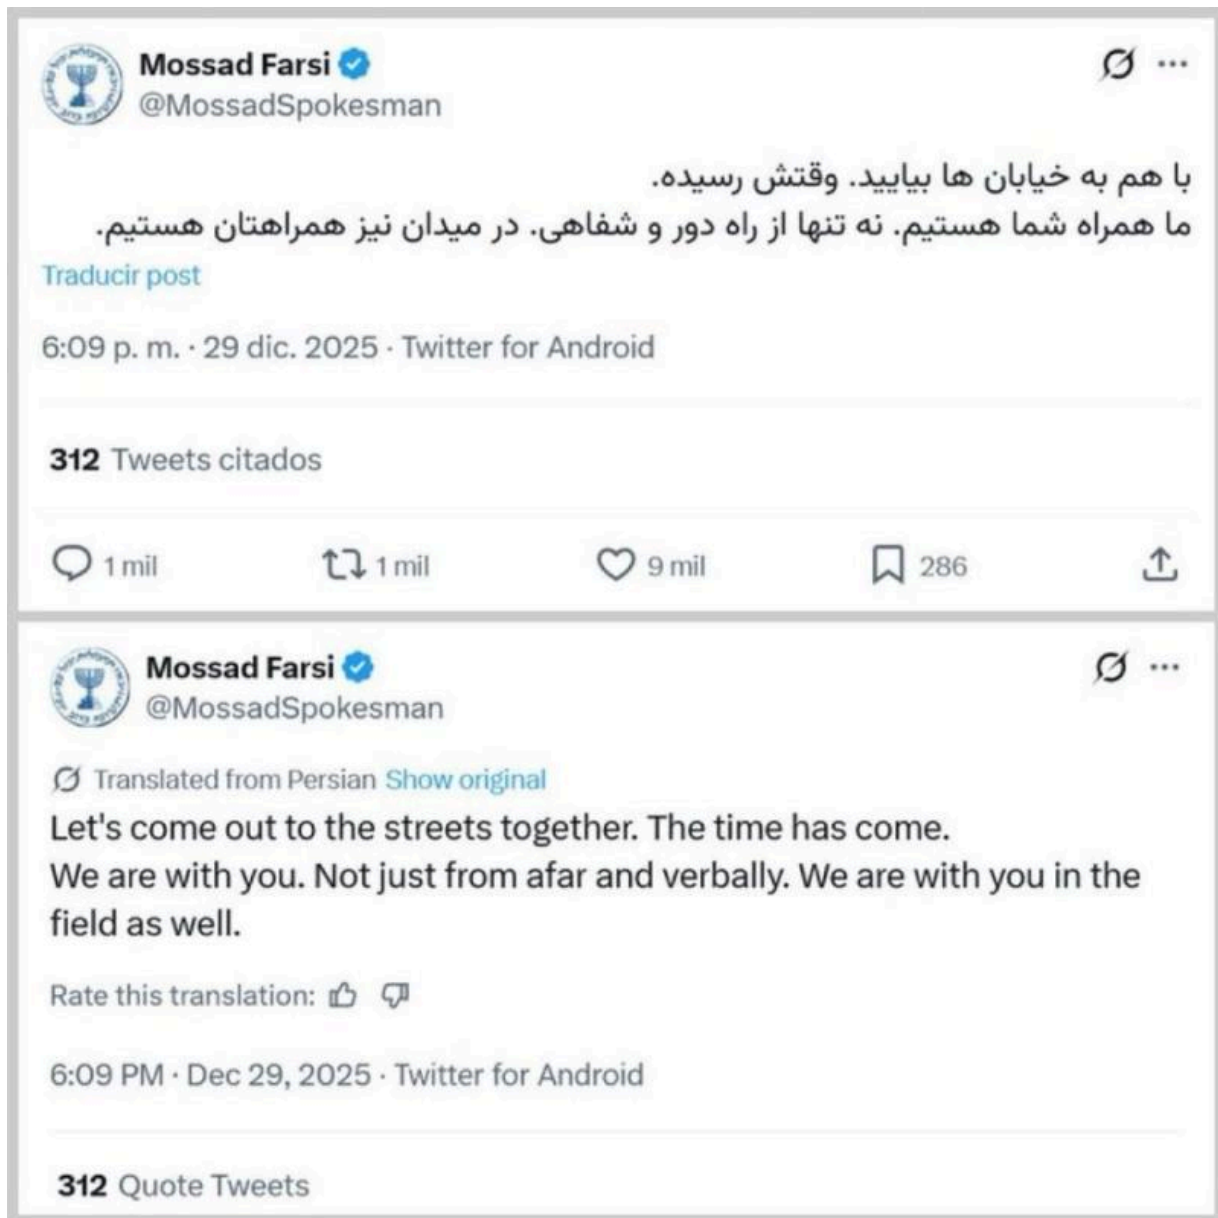 Mossad Farsi
@MossadSpokesman
با هم به خیابان ها بیایید. وقتش رسیده.
ما همراه شما هستیم. نه تنها از راه دور و شفاهی. در میدان نیز همراهتان هستیم.
Traducir post
6:09 p. m. · 29 dic. 2025 · Twitter for Android
312 Tweets citados
1 mil 1 mil 9 mil 286
Mossad Farsi
@MossadSpokesman
Translated from Persian Show original
Let's come out to the streets together. The time has come.
We are with you. Not just from afar and verbally. We are with you in the
field as well.
Rate this translation:
6:09 PM · Dec 29, 2025 · Twitter for Android
312 Quote Tweets